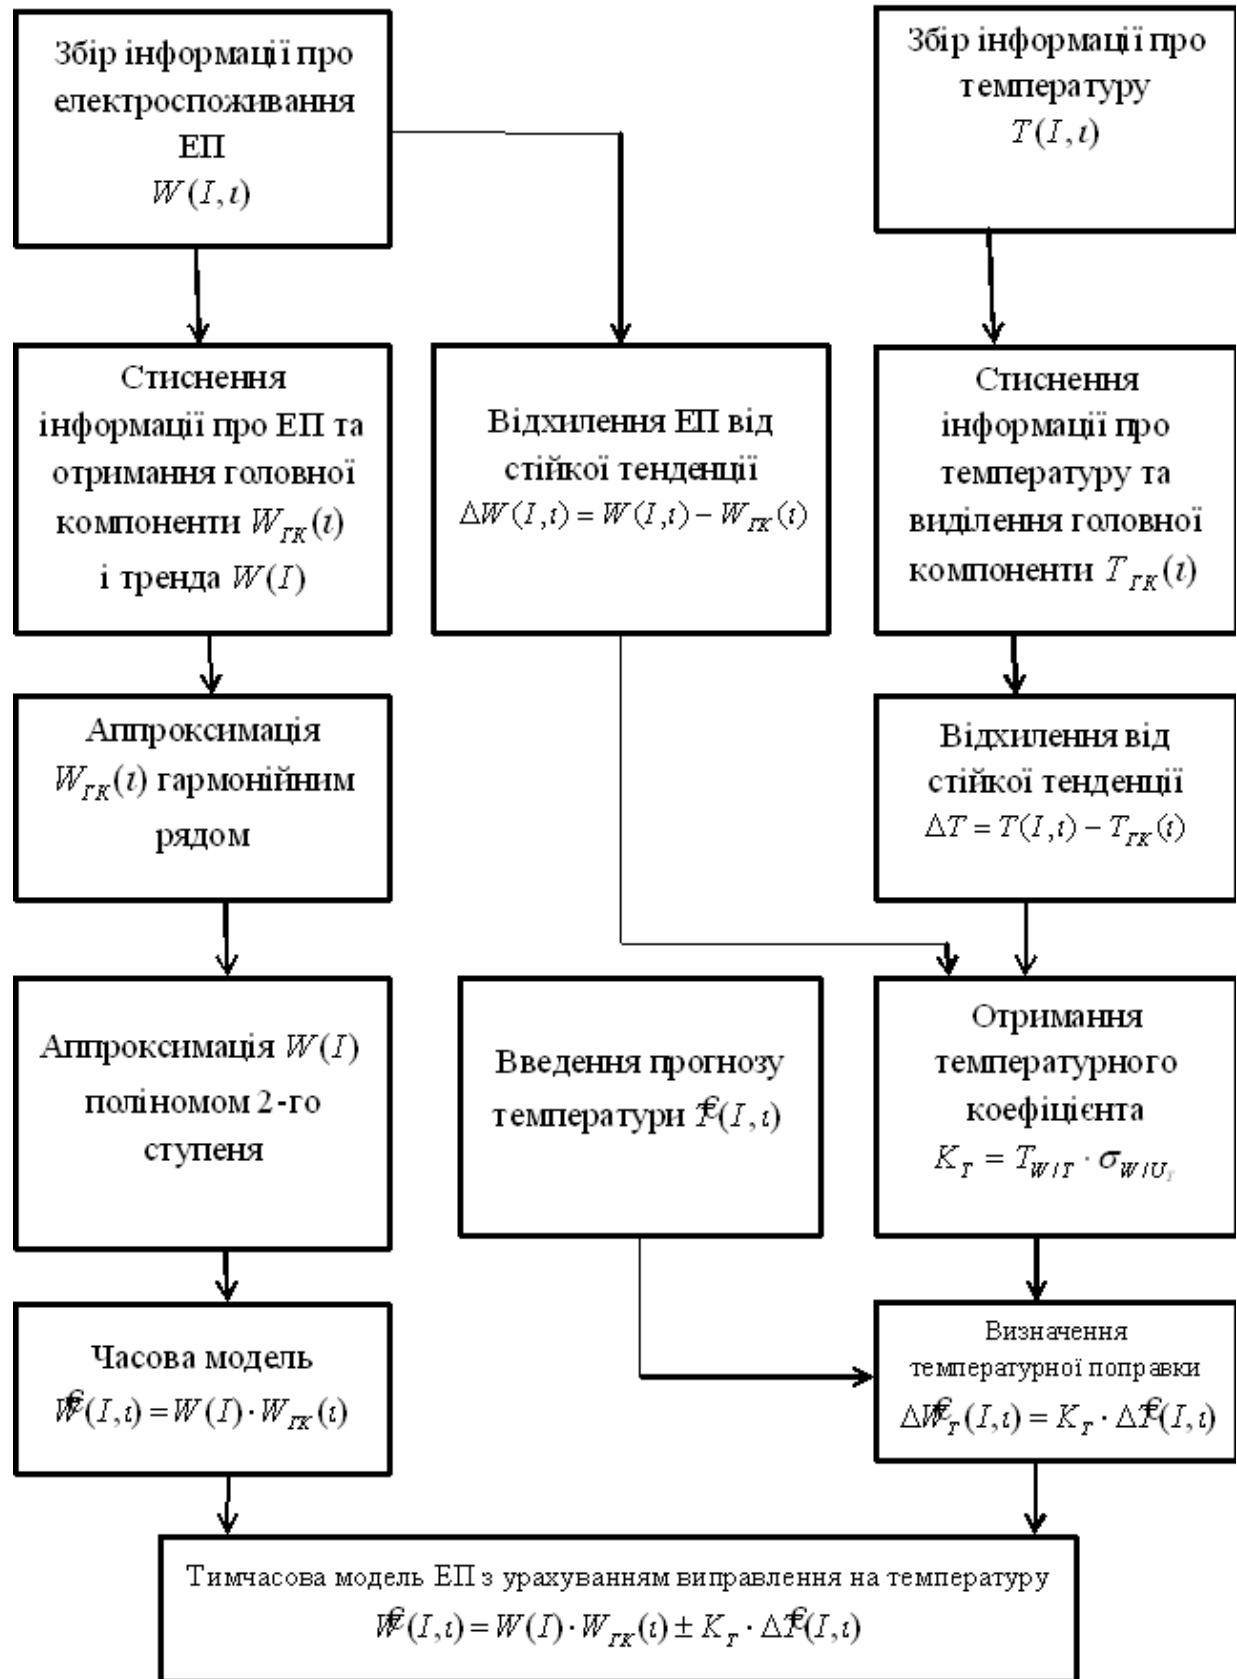 Збір інформації про
електроспоживання
ЕП
W(I,t)
Збір інформації про
температуру
T(I,t)
Стиснення
інформації про ЕП та
отримання головної
компоненти W_ГК(t)
і тренда W(I)
Відхилення ЕП від
стійкої тенденції
ΔW(I,t) = W(I,t) − W_ГК(t)
Стиснення
інформації про
температуру та
виділення головної
компоненти T_ГК(t)
Аппроксимація
W_ГК(t) гармонійним
рядом
Відхилення від
стійкої тенденції
ΔT = T(I,t) − T_ГК(t)
Аппроксимація W(I)
поліномом 2-го
ступеня
Введення прогнозу
температури T€(I,t)
Отримання
температурного
коефіцієнта
K_T = T_W/T · σ_W/U_T
Часова модель
W€(I,t) = W(I) · W_ГК(t)
Визначення
температурної поправки
ΔW€_T(I,t) = K_T · ΔT€(I,t)
Тимчасова модель ЕП з урахуванням виправлення на температуру
W€(I,t) = W(I) · W_ГК(t) ± K_T · ΔT€(I,t)